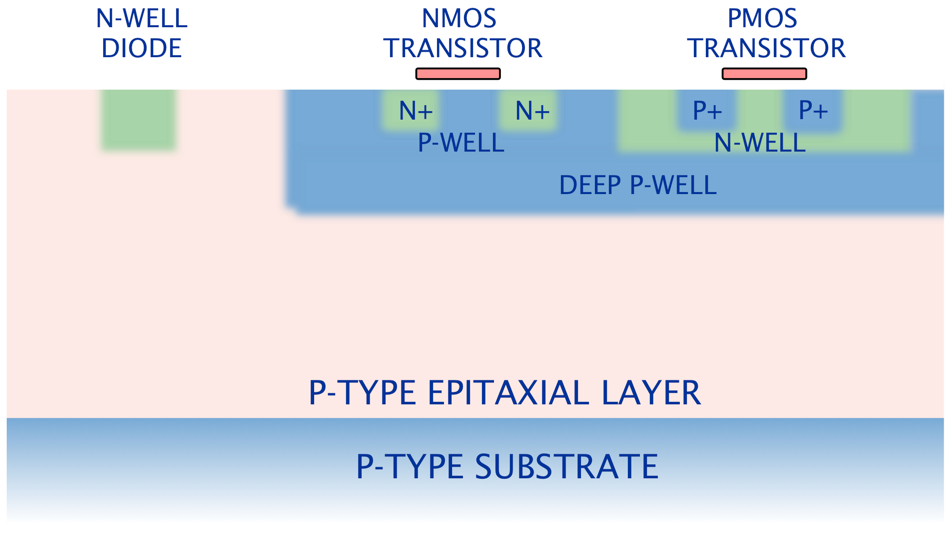 N-WELL
DIODE
NMOS
TRANSISTOR
PMOS
TRANSISTOR
N+
N+
P-WELL
P+
P+
N-WELL
DEEP P-WELL
P-TYPE EPITAXIAL LAYER
P-TYPE SUBSTRATE